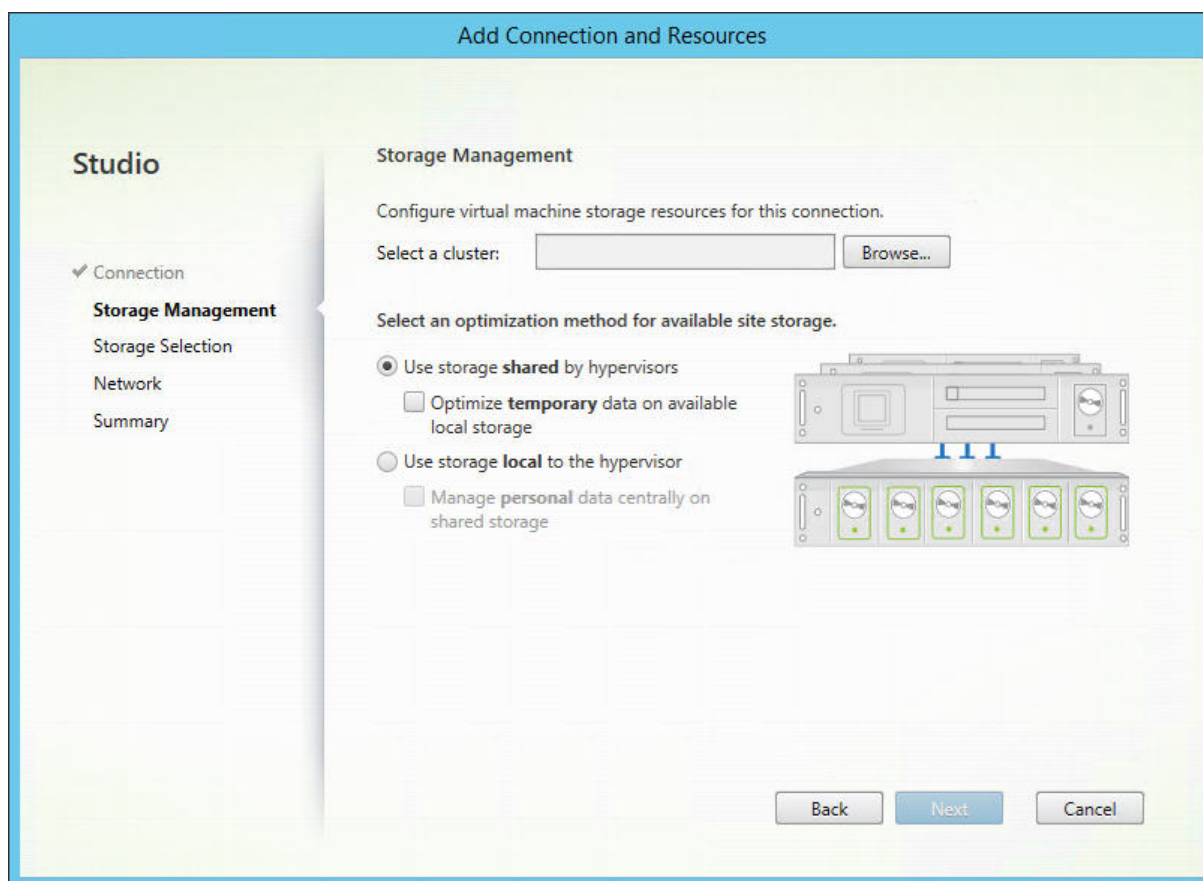 Add Connection and Resources
Studio
Connection
Storage Management
Storage Selection
Network
Summary
Storage Management
Configure virtual machine storage resources for this connection.
Select a cluster:
Browse...
Select an optimization method for available site storage.
Use storage shared by hypervisors
Optimize temporary data on available
local storage
Use storage local to the hypervisor
Manage personal data centrally on
shared storage
Back
Next
Cancel